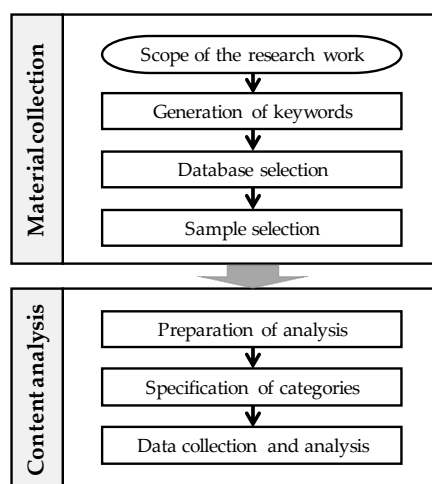 Material collection
Scope of the research work
Generation of keywords
Database selection
Sample selection
Content analysis
Preparation of analysis
Specification of categories
Data collection and analysis